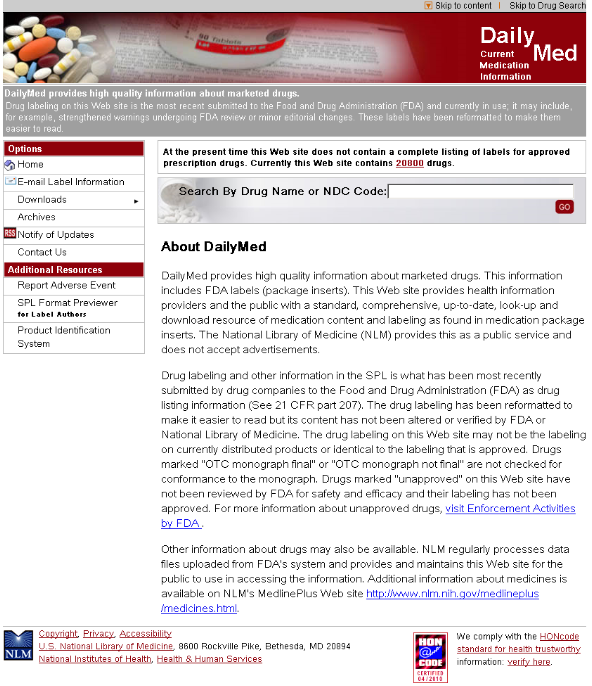 Skip to content | Skip to Drug Search
90 Tablets
Daily
Med
Current
Medication
Information
DailyMed provides high quality information about marketed drugs.
Drug labeling on this Web site is the most recent submitted to the Food and Drug Administration (FDA) and currently in use; it may include,
for example, strengthened warnings undergoing FDA review or minor editorial changes. These labels have been reformatted to make them
easier to read.
Options
Home
E-mail Label Information
Downloads
Archives
RSS Notify of Updates
Contact Us
Additional Resources
Report Adverse Event
SPL Format Previewer
for Label Authors
Product Identification
System
At the present time this Web site does not contain a complete listing of labels for approved
prescription drugs. Currently this Web site contains 20800 drugs.
Search By Drug Name or NDC Code:
GO
About DailyMed
DailyMed provides high quality information about marketed drugs. This information
includes FDA labels (package inserts). This Web site provides health information
providers and the public with a standard, comprehensive, up-to-date, look-up and
download resource of medication content and labeling as found in medication package
inserts. The National Library of Medicine (NLM) provides this as a public service and
does not accept advertisements.
Drug labeling and other information in the SPL is what has been most recently
submitted by drug companies to the Food and Drug Administration (FDA) as drug
listing information (See 21 CFR part 207). The drug labeling has been reformatted to
make it easier to read but its content has not been altered or verified by FDA or
National Library of Medicine. The drug labeling on this Web site may not be the labeling
on currently distributed products or identical to the labeling that is approved. Drugs
marked "OTC monograph final" or "OTC monograph not final" are not checked for
conformance to the monograph. Drugs marked "unapproved" on this Web site have
not been reviewed by FDA for safety and efficacy and their labeling has not been
approved. For more information about unapproved drugs, visit Enforcement Activities
by FDA .
Other information about drugs may also be available. NLM regularly processes data
files uploaded from FDA's system and provides and maintains this Web site for the
public to use in accessing the information. Additional information about medicines is
available on NLM's MedlinePlus Web site http://www.nlm.nih.gov/medlineplus
/medicines.html.
NLM
Copyright, Privacy, Accessibility
U.S. National Library of Medicine, 8600 Rockville Pike, Bethesda, MD 20894
National Institutes of Health, Health & Human Services
HON
@
CODE
CERTIFIED
04/2010
We comply with the HONcode
standard for health trustworthy
information: verify here.